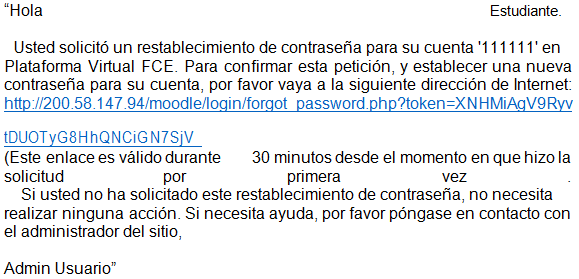 “Hola Estudiante.
Usted solicitó un restablecimiento de contraseña para su cuenta '111111' en
Plataforma Virtual FCE. Para confirmar esta petición, y establecer una nueva
contraseña para su cuenta, por favor vaya a la siguiente dirección de Internet:
http://200.58.147.94/moodle/login/forgot_password.php?token=XNHMiAgV9Ryv
tDUOTyG8HhQNCiGN7SjV
(Este enlace es válido durante 30 minutos desde el momento en que hizo la
solicitud por primera vez .
Si usted no ha solicitado este restablecimiento de contraseña, no necesita
realizar ninguna acción. Si necesita ayuda, por favor póngase en contacto con
el administrador del sitio,
Admin Usuario”